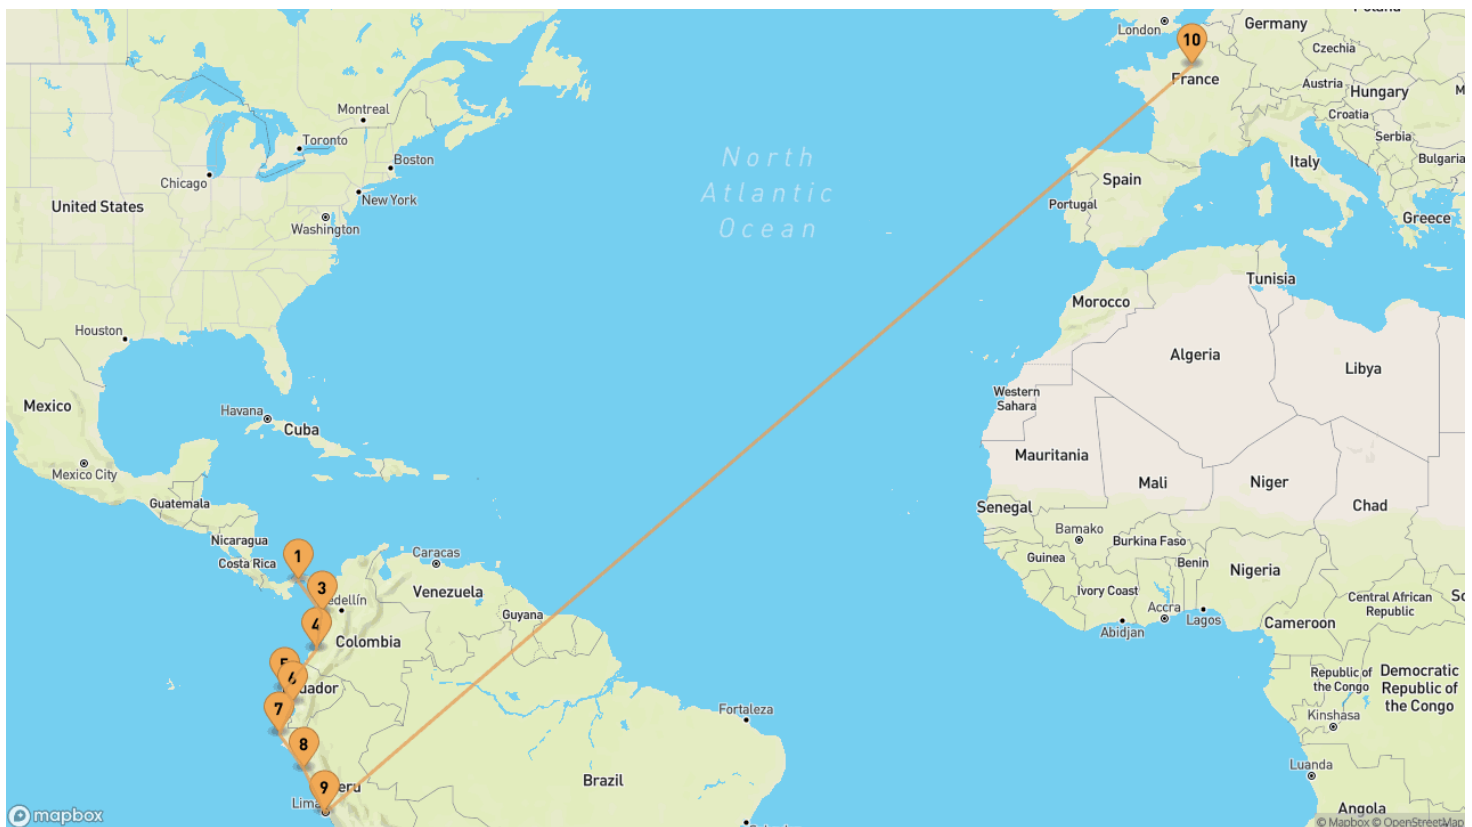 London
Germany
10
Czechia
France
Austria
Hungary
Croatia
Serbia
Bulgaria
Italy
Montreal
Toronto
Boston
Chicago
New York
United States
Washington
North
Atlantic
Ocean
Spain
Portugal
Greece
Tunisia
Morocco
Houston
Algeria
Libya
Mexico
Havana
Cuba
Western
Sahara
Mexico City
Mauritania
Mali
Niger
Chad
Guatemala
Senegal
Bamako
Nicaragua
Burkina Faso
Costa Rica
1
Caracas
Guinea
Benin
Nigeria
Venezuela
3
Ivory Coast
Central African
Republic
Guyana
Accra
Lagos
Abidjan
Cameroon
4
Colombia
5
6
Republic of
the Congo
Democratic
Republic of
the Congo
7
Fortaleza
Kinshasa
8
Brazil
Luanda
9
Lima
Angola
mapbox
© Mapbox © OpenStreetMap